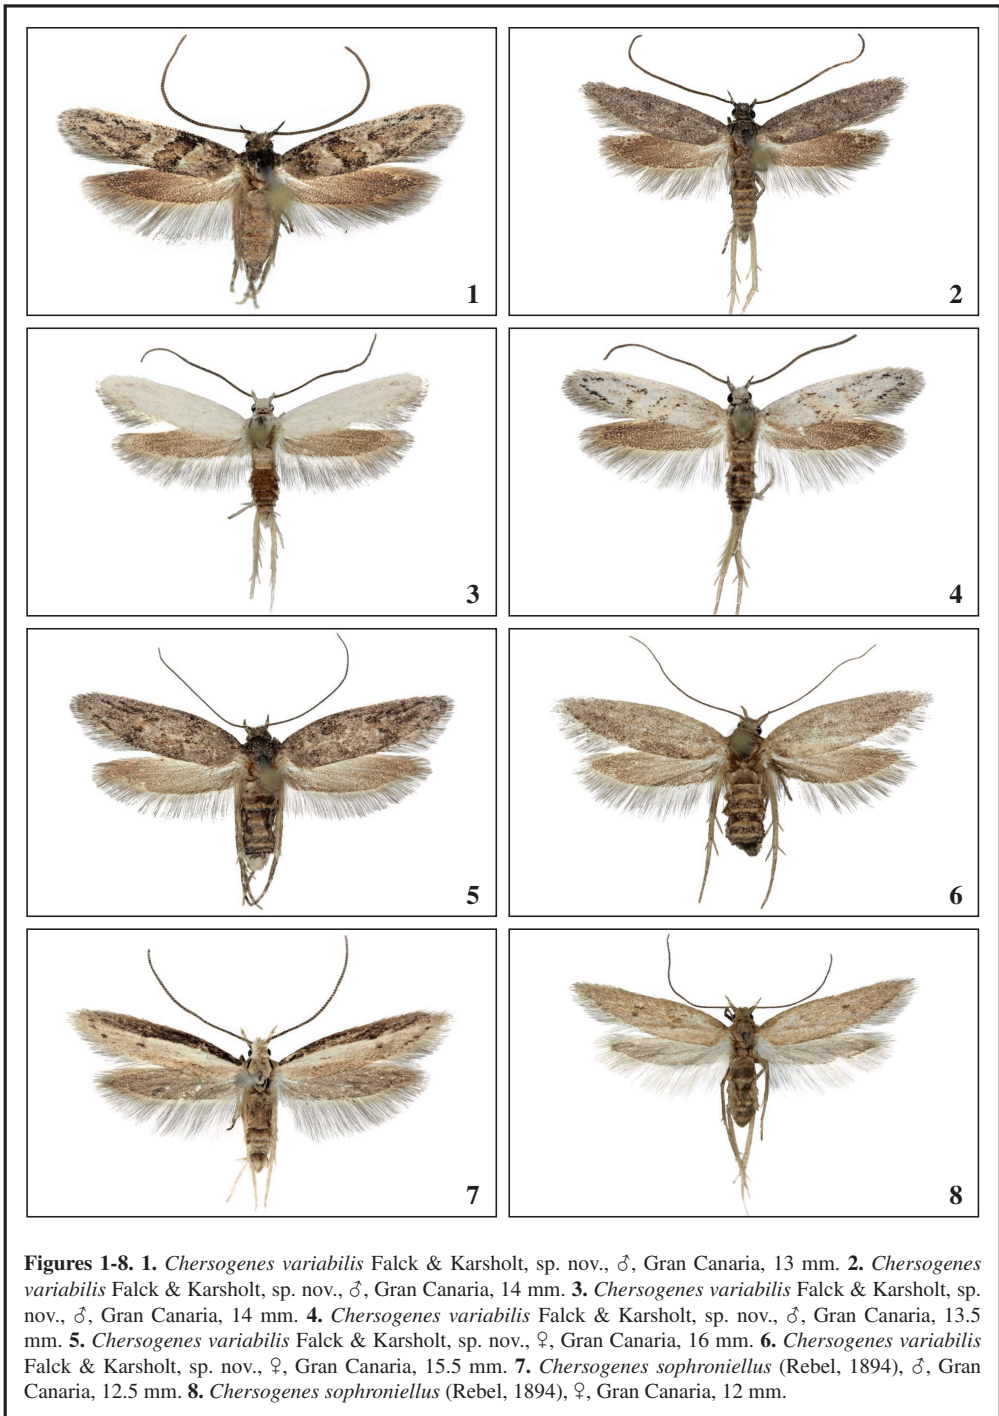 1
2
3
4
5
6
7
8
Figures 1-8. 1. Chersogenes variabilis Falck & Karsholt, sp. nov., ♂, Gran Canaria, 13 mm. 2. Chersogenes
variabilis Falck & Karsholt, sp. nov., ♂, Gran Canaria, 14 mm. 3. Chersogenes variabilis Falck & Karsholt, sp.
nov., ♂, Gran Canaria, 14 mm. 4. Chersogenes variabilis Falck & Karsholt, sp. nov., ♂, Gran Canaria, 13.5
mm. 5. Chersogenes variabilis Falck & Karsholt, sp. nov., ♀, Gran Canaria, 16 mm. 6. Chersogenes variabilis
Falck & Karsholt, sp. nov., ♀, Gran Canaria, 15.5 mm. 7. Chersogenes sophroniellus (Rebel, 1894), ♂, Gran
Canaria, 12.5 mm. 8. Chersogenes sophroniellus (Rebel, 1894), ♀, Gran Canaria, 12 mm.